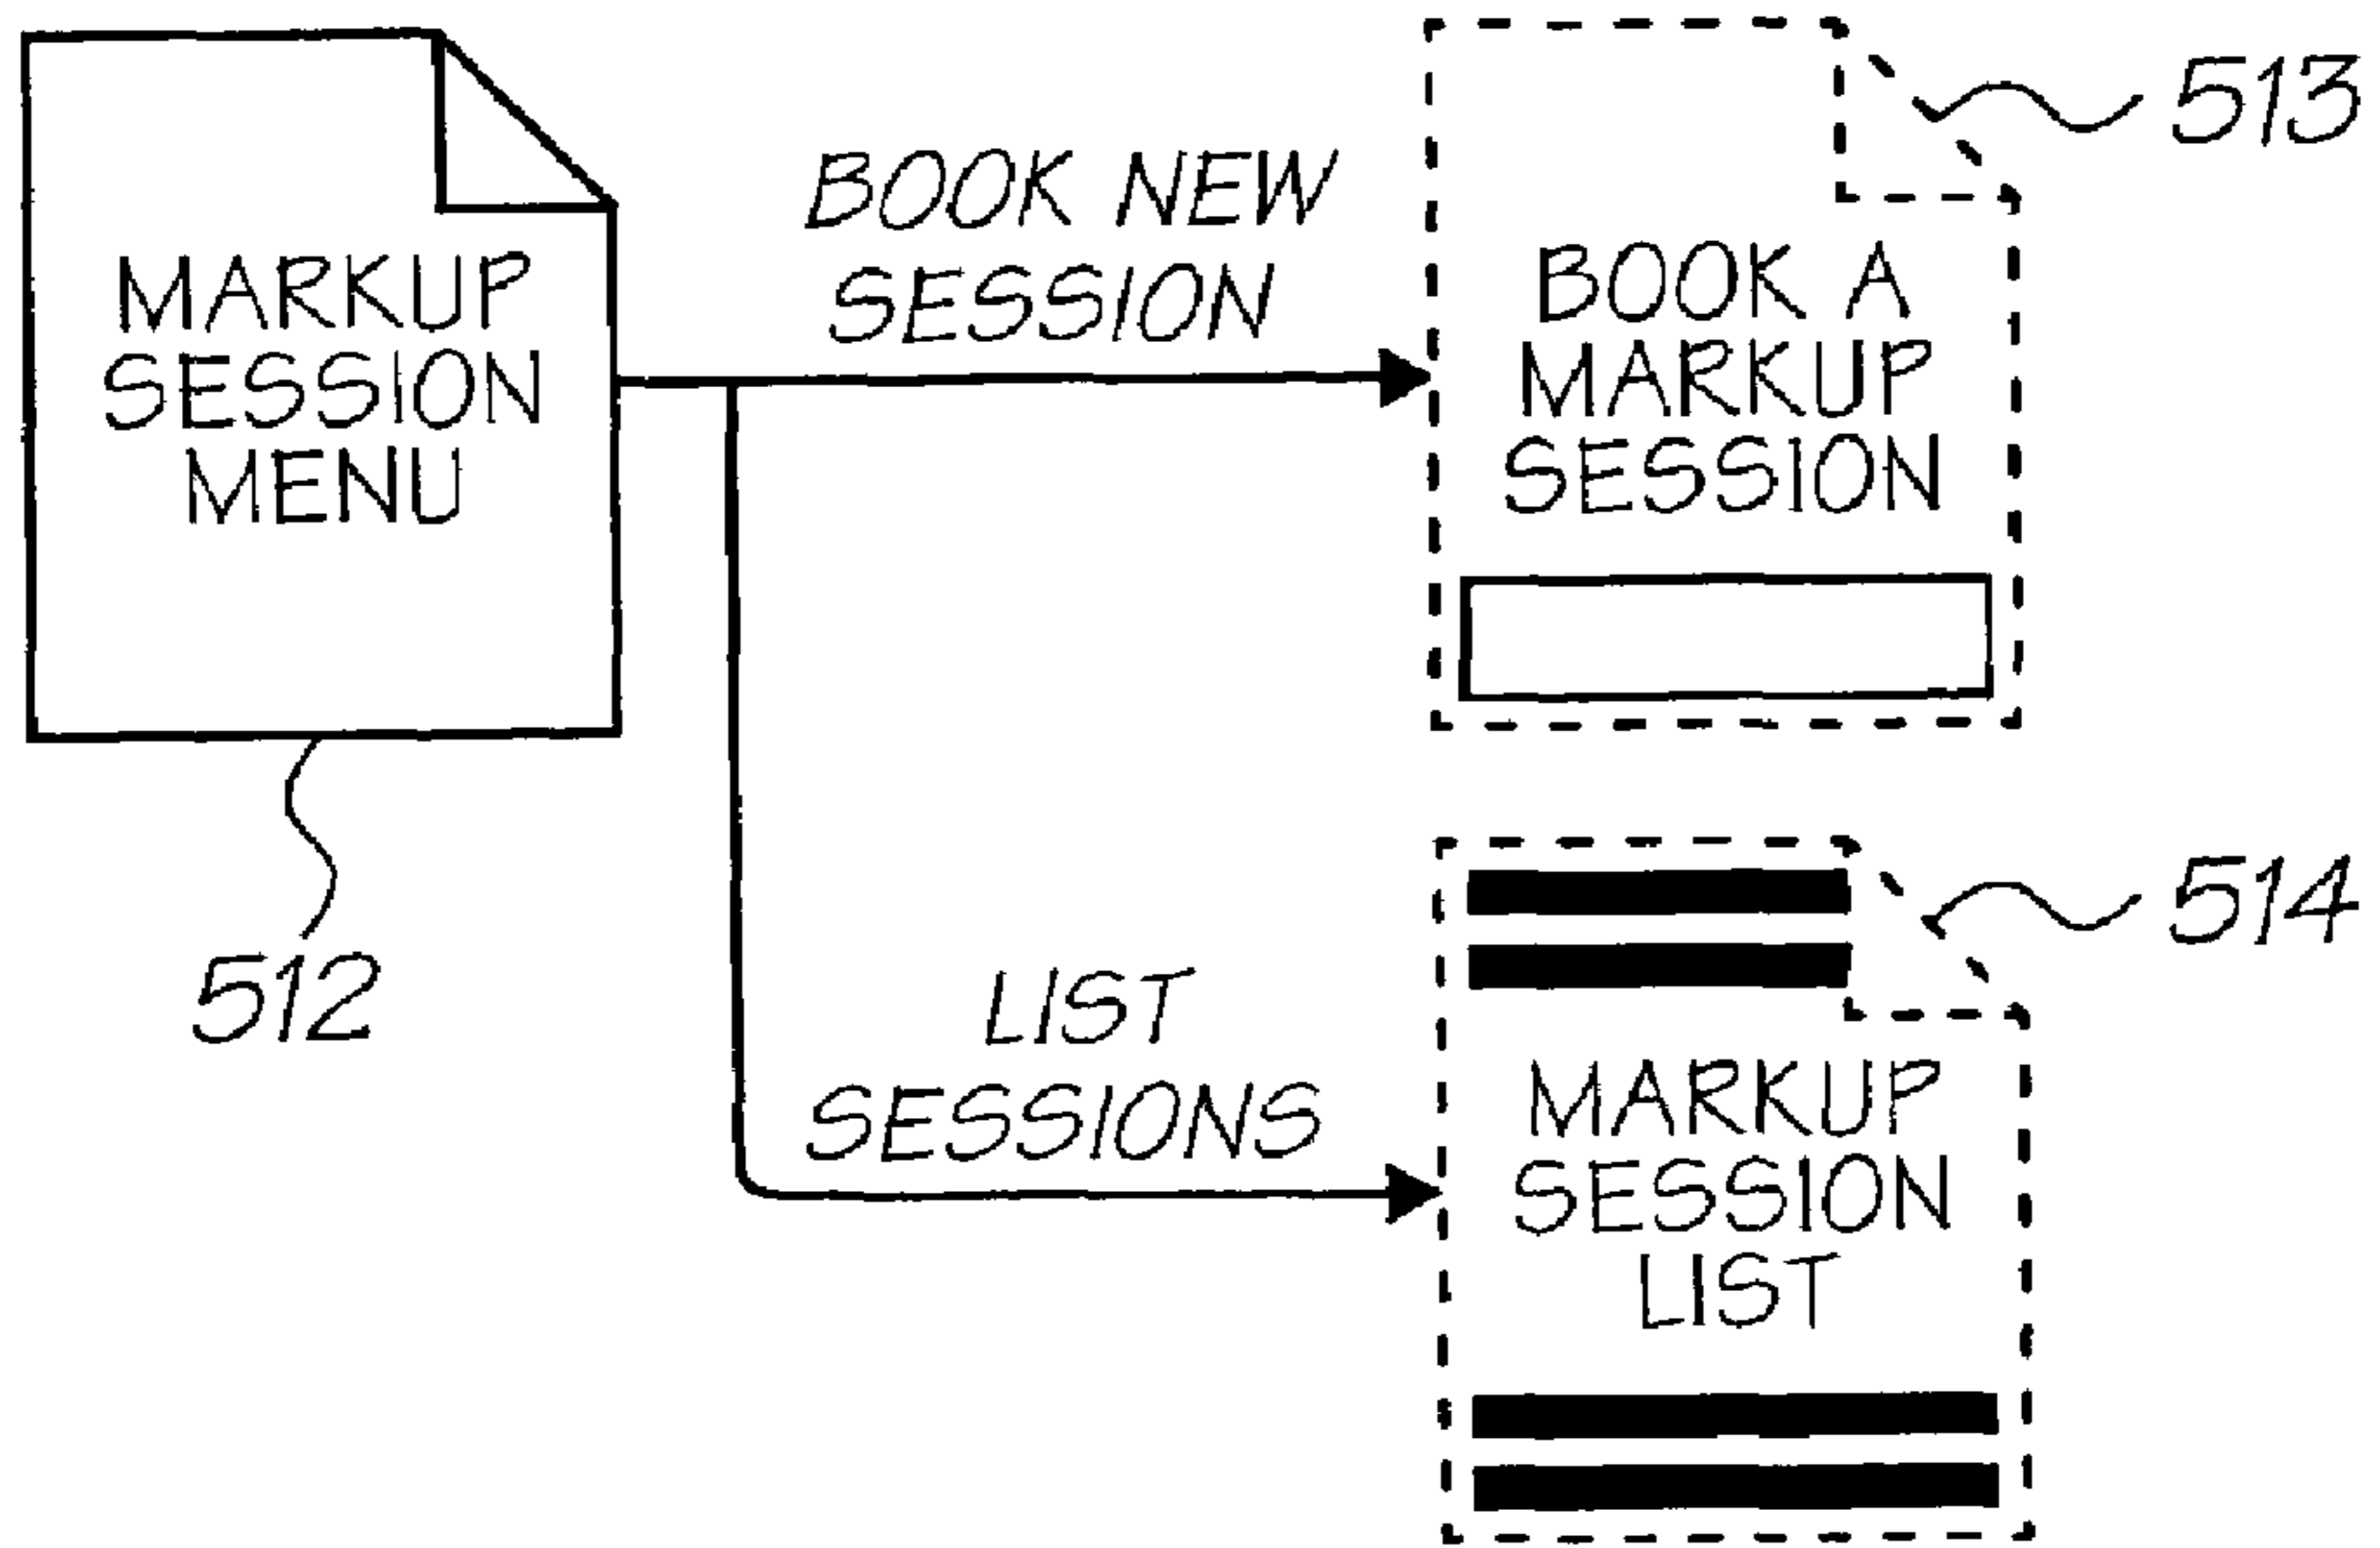 MARKUP
SESSION
MENU
512
BOOK NEW
SESSION
BOOK A
MARKUP
SESSION
513
LIST
SESSIONS
MARKUP
SESSION
LIST
514